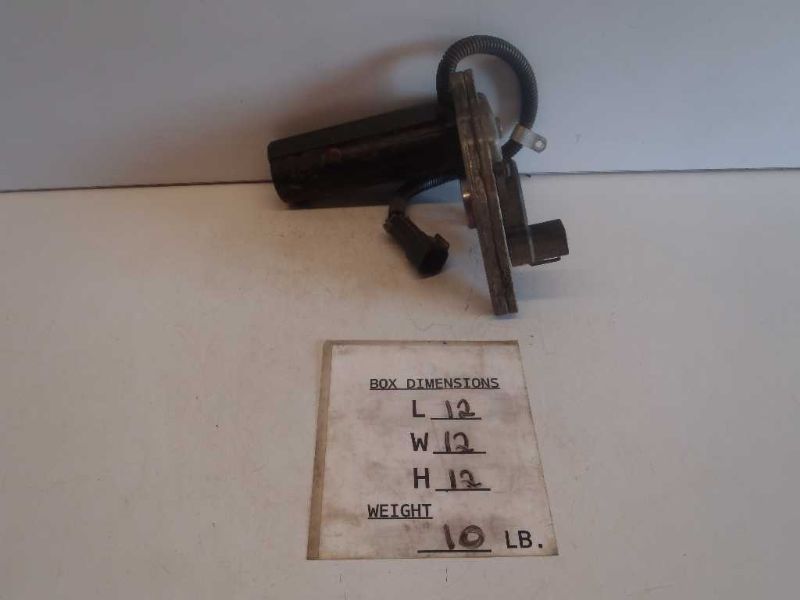 BOX DIMENSIONS
L 12
W 12
H 12
WEIGHT
10 LB.